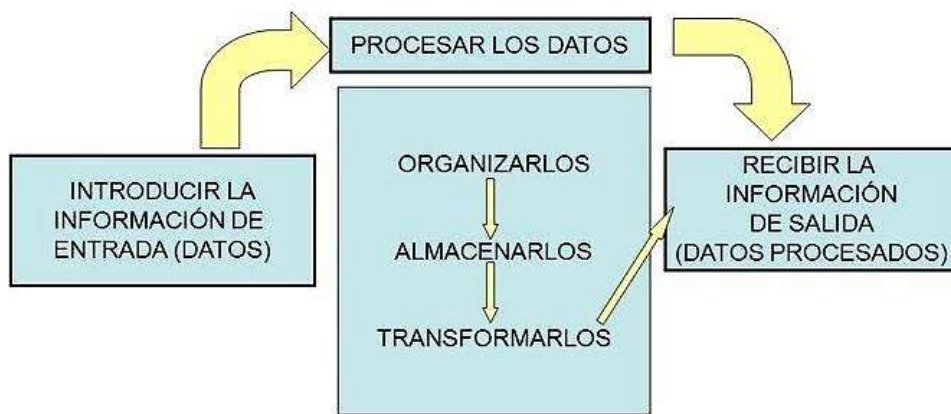 INTRODUCIR LA
INFORMACIÓN DE
ENTRADA (DATOS)
PROCESAR LOS DATOS
ORGANIZARLOS
ALMACENARLOS
TRANSFORMARLOS
RECIBIR LA
INFORMACIÓN
DE SALIDA
(DATOS PROCESADOS)